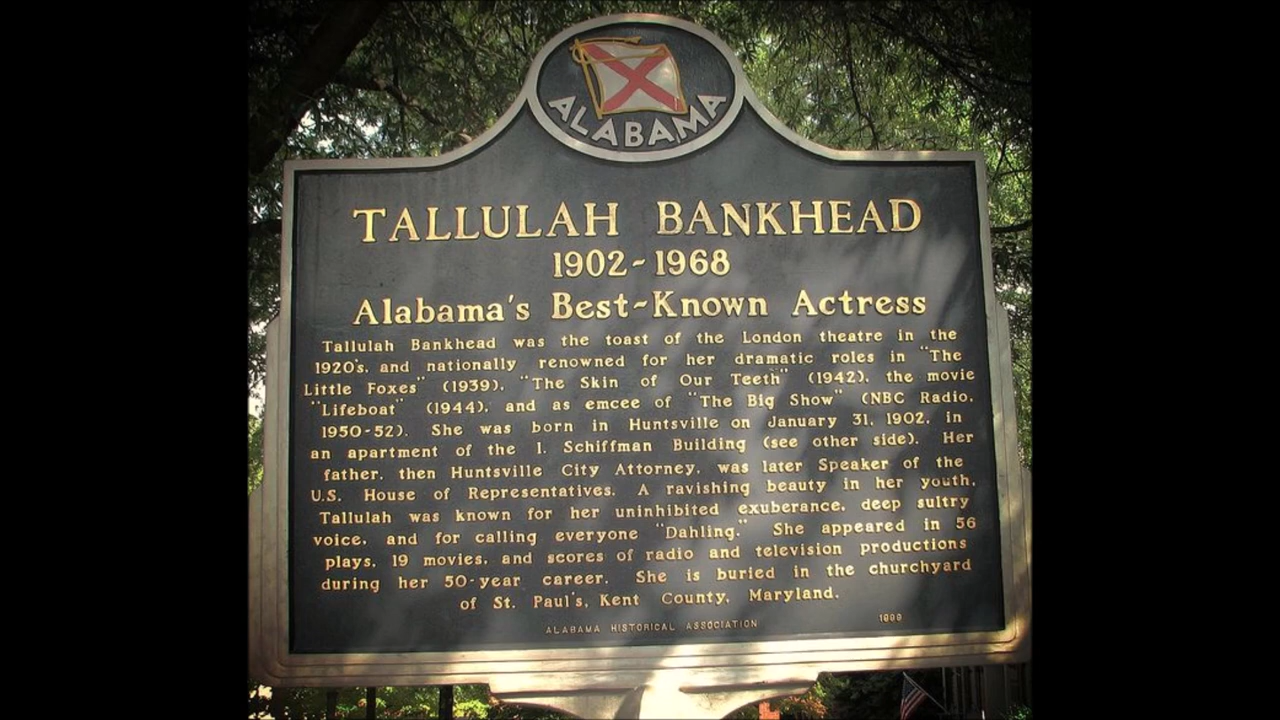 ALABAMA
TALLULAH BANKHEAD
1902-1968
Alabama's Best-Known Actress
Tallulah Bankhead was the toast of the London theatre in the
1920's, and nationally renowned for her dramatic roles in "The
Little Foxes" (1939), "The Skin of Our Teeth" (1942), the movie
"Lifeboat" (1944), and as emcee of "The Big Show" (NBC Radio,
1950-52). She was born in Huntsville on January 31, 1902, in
an apartment of the I. Schiffman Building (see other side). Her
father, then Huntsville City Attorney, was later Speaker of the
U.S. House of Representatives. A ravishing beauty in her youth,
Tallulah was known for her uninhibited exuberance, deep sultry
voice, and for calling everyone "Dahling." She appeared in 56
plays, 19 movies, and scores of radio and television productions
during her 50-year career. She is buried in the churchyard
of St. Paul's, Kent County, Maryland.
ALABAMA HISTORICAL ASSOCIATION